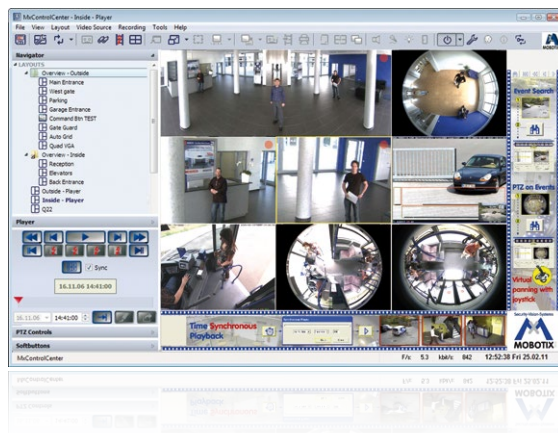 MxControlCenter - Inside - Player
File View Layout Video Source Recording Tools Help
MOBOTIX
Navigator
LAYOUTS
Overview - Outside
Main Entrance
West gate
Parking
Garage Entrance
Command Btn TEST
Gate Guard
Auto Grid
Quad VGA
Overview - Inside
Reception
Elevators
Back Entrance
Outside - Player
Inside - Player
Q22
Player
Sync
16.11.06 14:41:00
16.11.06
14:41:00
PTZ Controls
Softbuttons
MxControlCenter
Event Search
PTZ on Events
Virtual panning with joystick
Time Synchronous
Playback
Security-Vision-Systems
MOBOTIX
F/s 5.3 kbit/s 842 12:52:38 Fri 25.02.11